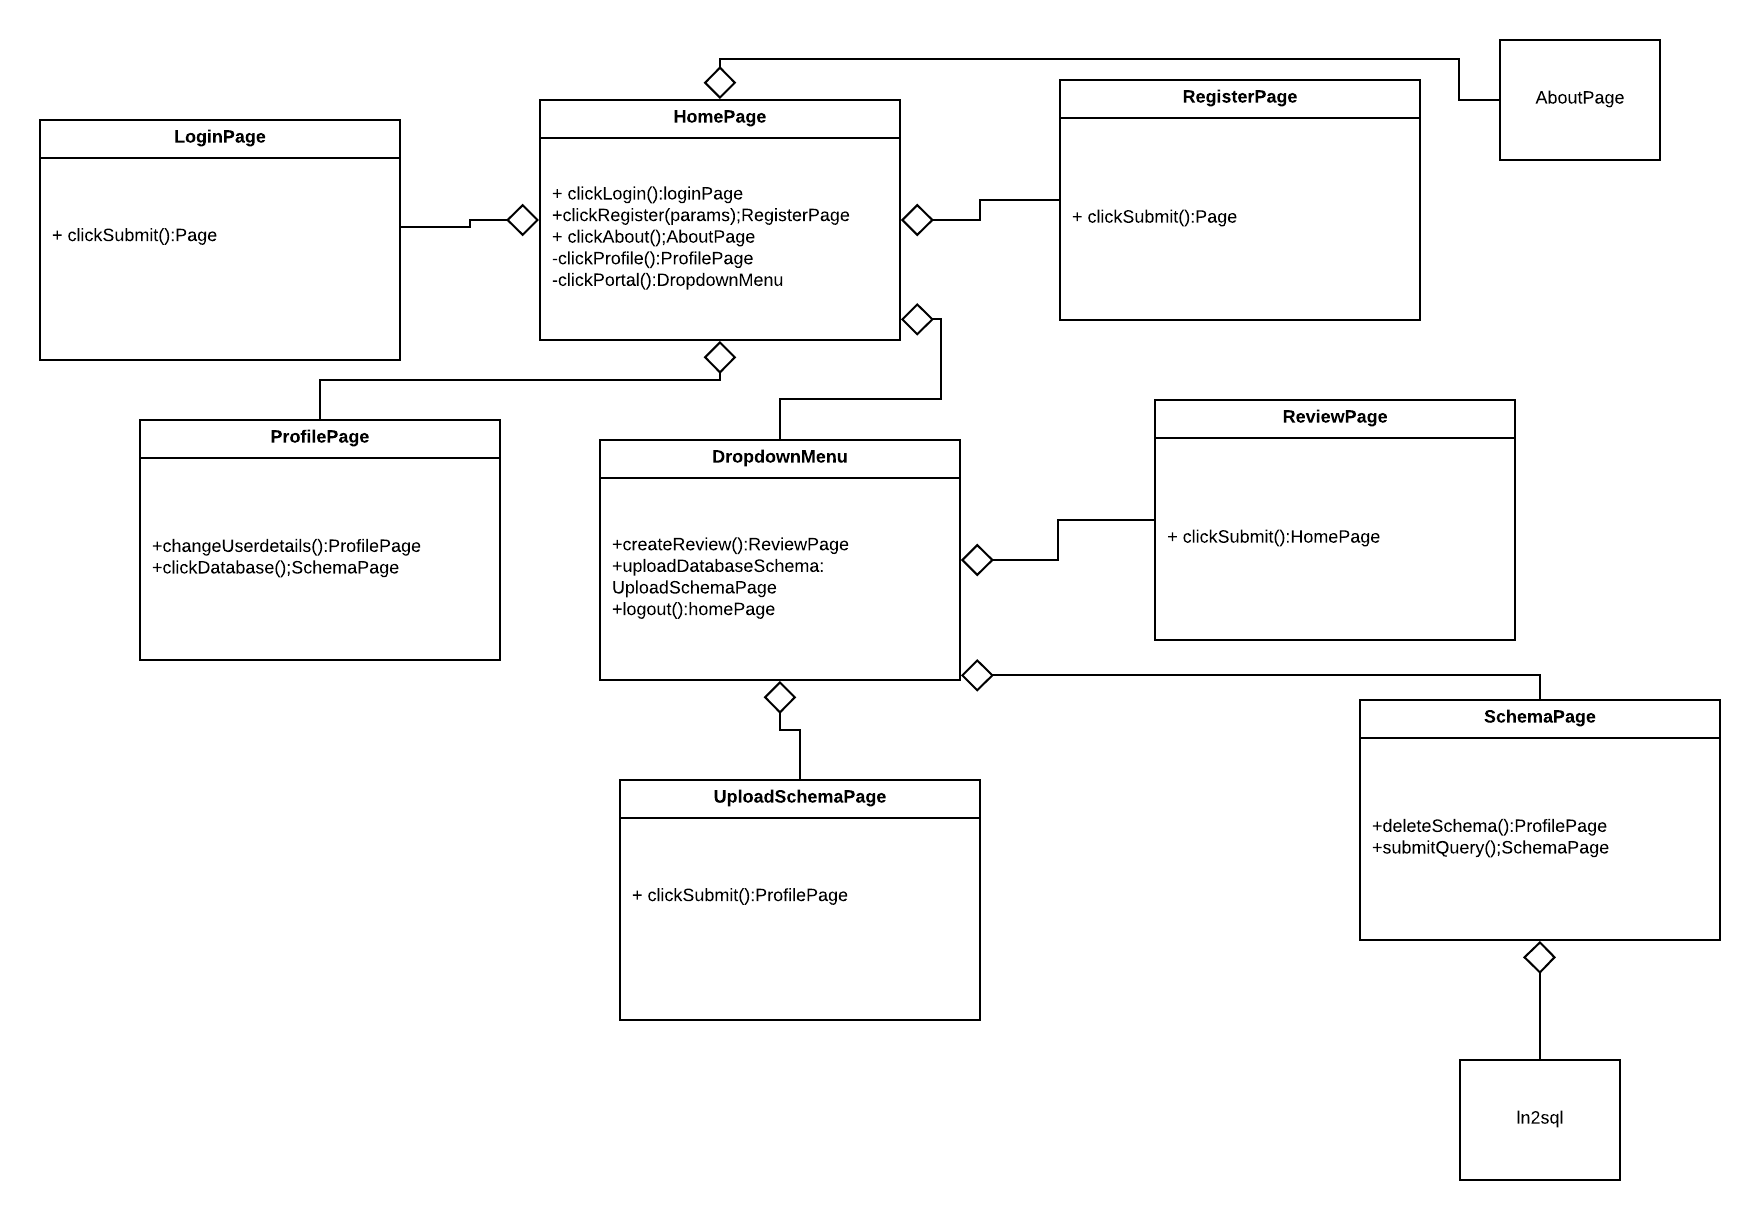 AboutPage
RegisterPage
+ clickSubmit():Page
HomePage
+ clickLogin():loginPage
+clickRegister(params);RegisterPage
+ clickAbout();AboutPage
-clickProfile():ProfilePage
-clickPortal():DropdownMenu
LoginPage
+ clickSubmit():Page
ProfilePage
+changeUserdetails():ProfilePage
+clickDatabase();SchemaPage
DropdownMenu
+createReview():ReviewPage
+uploadDatabaseSchema:
UploadSchemaPage
+logout():homePage
ReviewPage
+ clickSubmit():HomePage
SchemaPage
+deleteSchema():ProfilePage
+submitQuery();SchemaPage
UploadSchemaPage
+ clickSubmit():ProfilePage
ln2sql